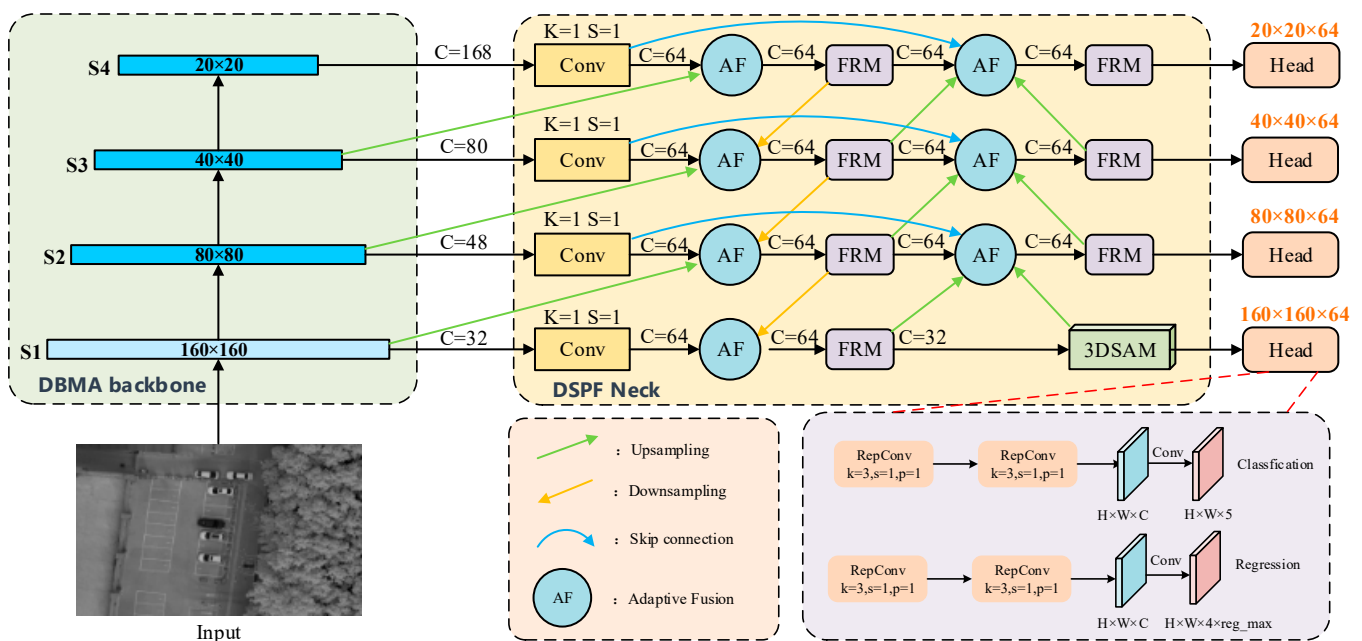 S4
20×20
C=168
K=1 S=1
Conv
C=64
AF
C=64
FRM
C=64
AF
C=64
FRM
20×20×64
Head
S3
40×40
C=80
K=1 S=1
Conv
C=64
AF
C=64
FRM
C=64
AF
C=64
FRM
40×40×64
Head
S2
80×80
C=48
K=1 S=1
Conv
C=64
AF
C=64
FRM
C=64
AF
C=64
FRM
80×80×64
Head
S1
160×160
C=32
K=1 S=1
Conv
C=64
AF
C=64
FRM
C=32
3DSAM
160×160×64
Head
DBMA backbone
DSPF Neck
Input
: Upsampling
: Downsampling
: Skip connection
AF
: Adaptive Fusion
RepConv
k=3,s=1,p=1
RepConv
k=3,s=1,p=1
H×W×C
Conv
H×W×5
Classfication
RepConv
k=3,s=1,p=1
RepConv
k=3,s=1,p=1
H×W×C
Conv
H×W×4×reg_max
Regression